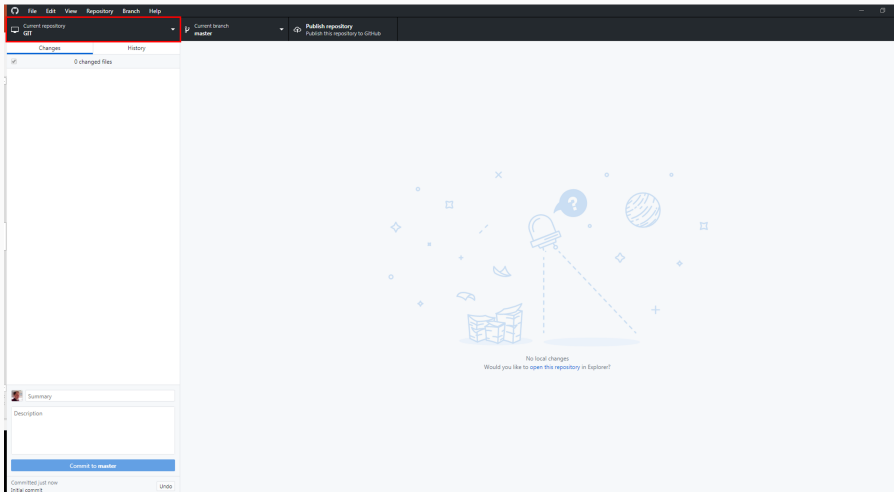 File Edit View Repository Branch Help
Current repository
GIT
Current branch
master
Publish repository
Publish this repository to GitHub
Changes History
0 changed files
?
No local changes
Would you like to open this repository in Explorer?
Summary
Description
Commit to master
Committed just now
Initial commit
Undo